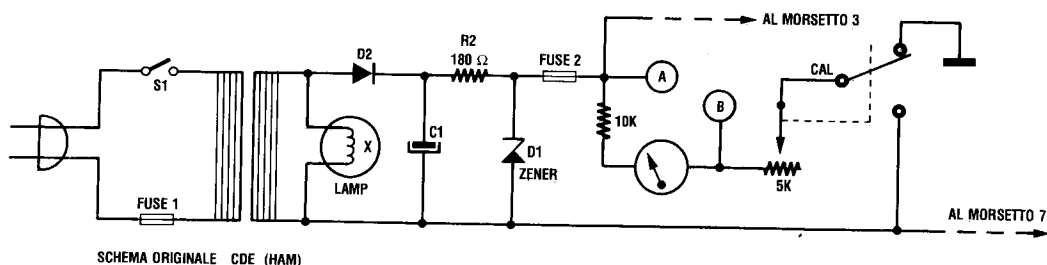 AL MORSETTO 3
S1
D2
R2
180 Ω
FUSE 2
A
CAL
B
10K
C1
X
D1
ZENER
LAMP
5K
FUSE 1
AL MORSETTO 7
SCHEMA ORIGINALE CDE (HAM)